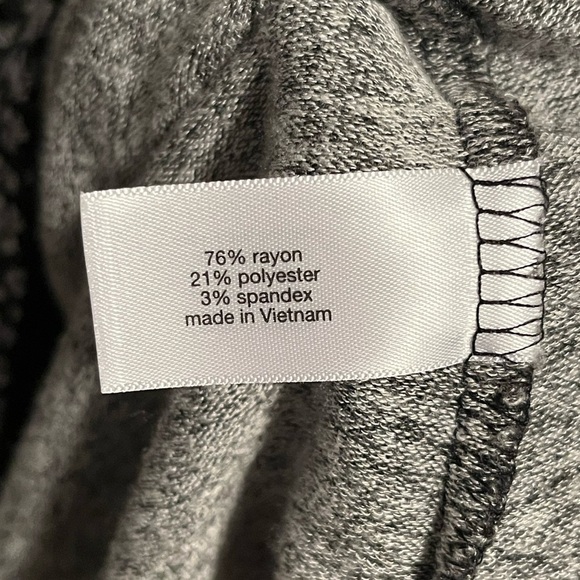 76% rayon
21% polyester
3% spandex
made in Vietnam